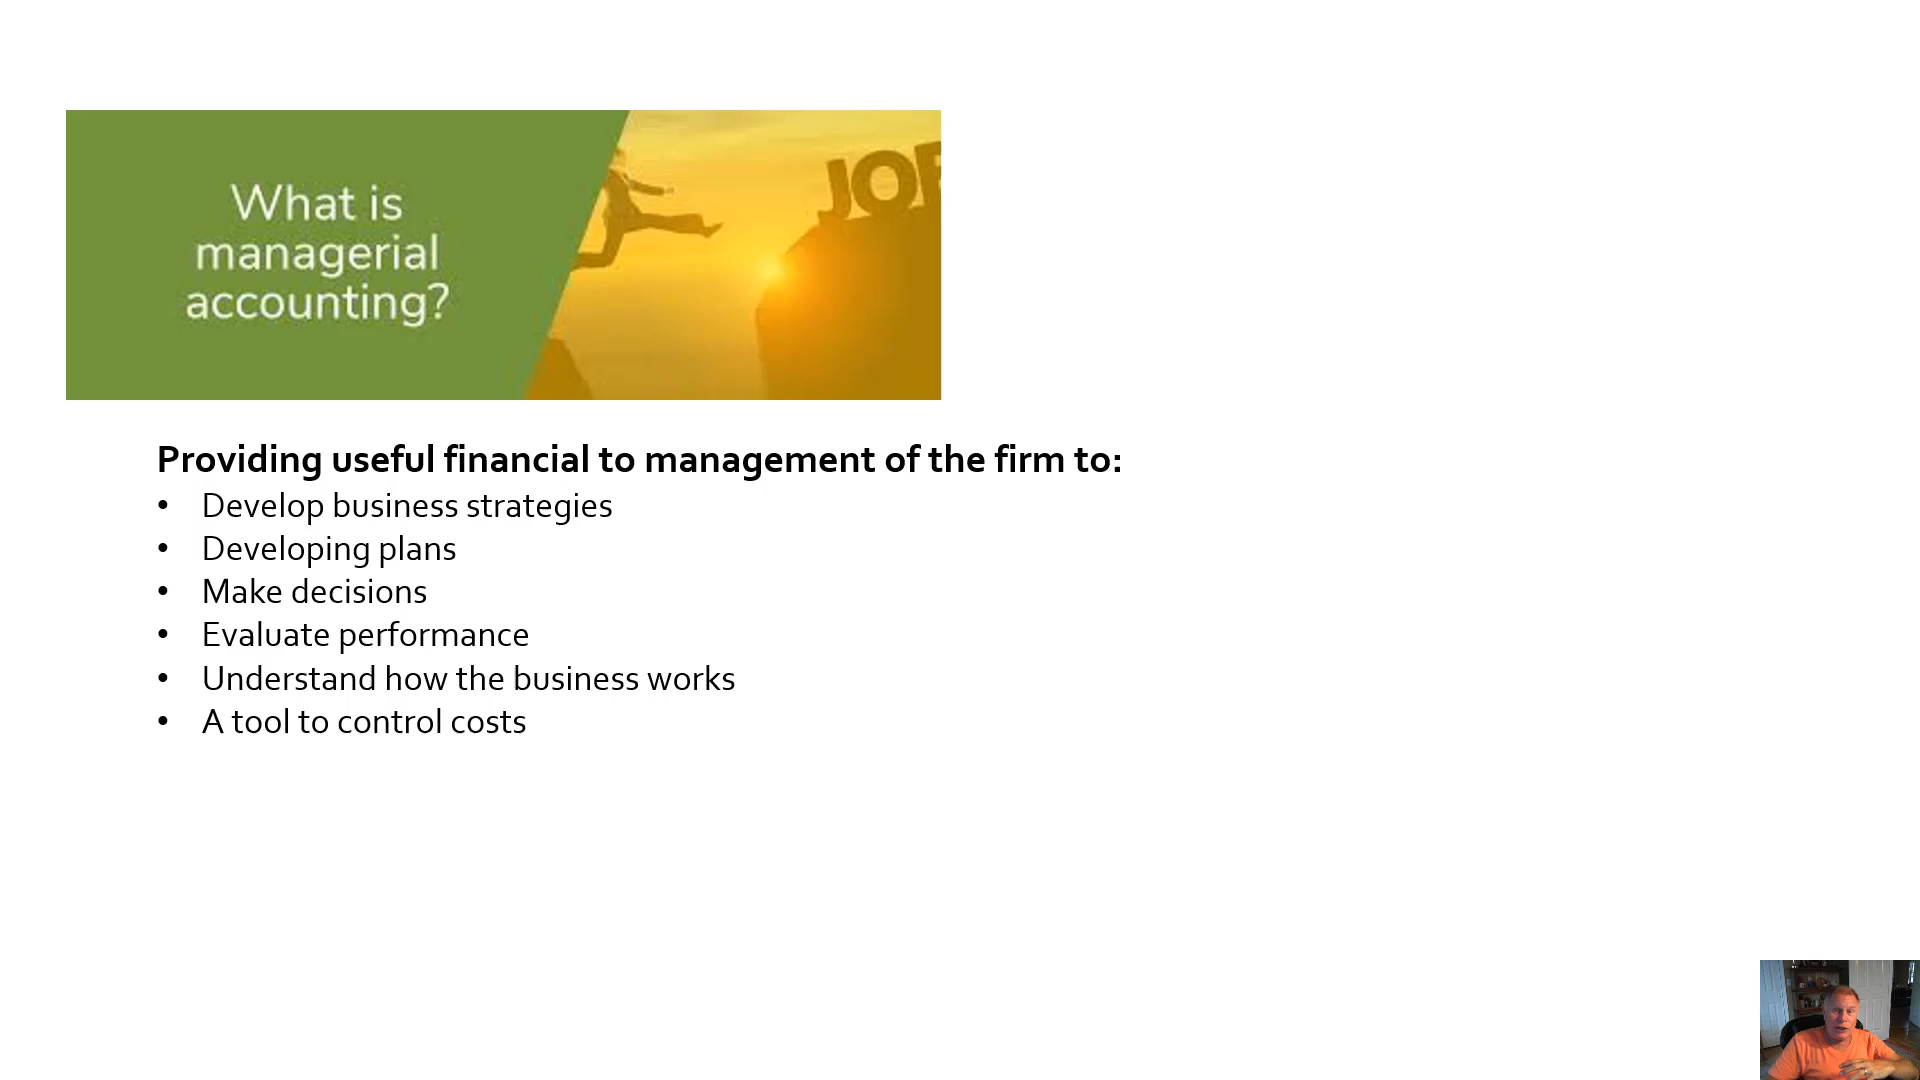 What is
managerial
accounting?
JO
Providing useful financial to management of the firm to:
• Develop business strategies
• Developing plans
• Make decisions
• Evaluate performance
• Understand how the business works
• A tool to control costs